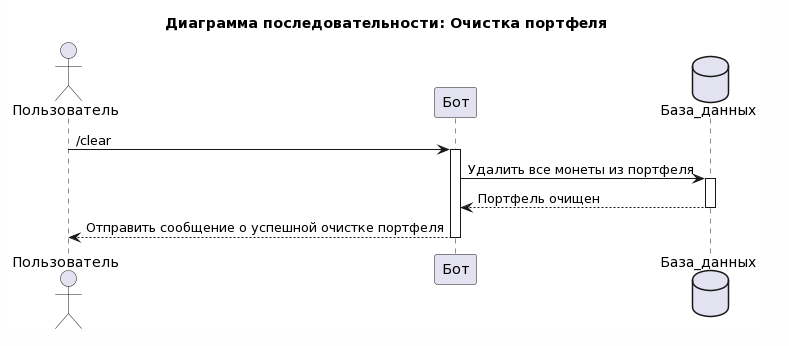 Диаграмма последовательности: Очистка портфеля
Пользователь
Бот
База_данных
/clear
Удалить все монеты из портфеля
Портфель очищен
Отправить сообщение о успешной очистке портфеля
Пользователь
Бот
База_данных